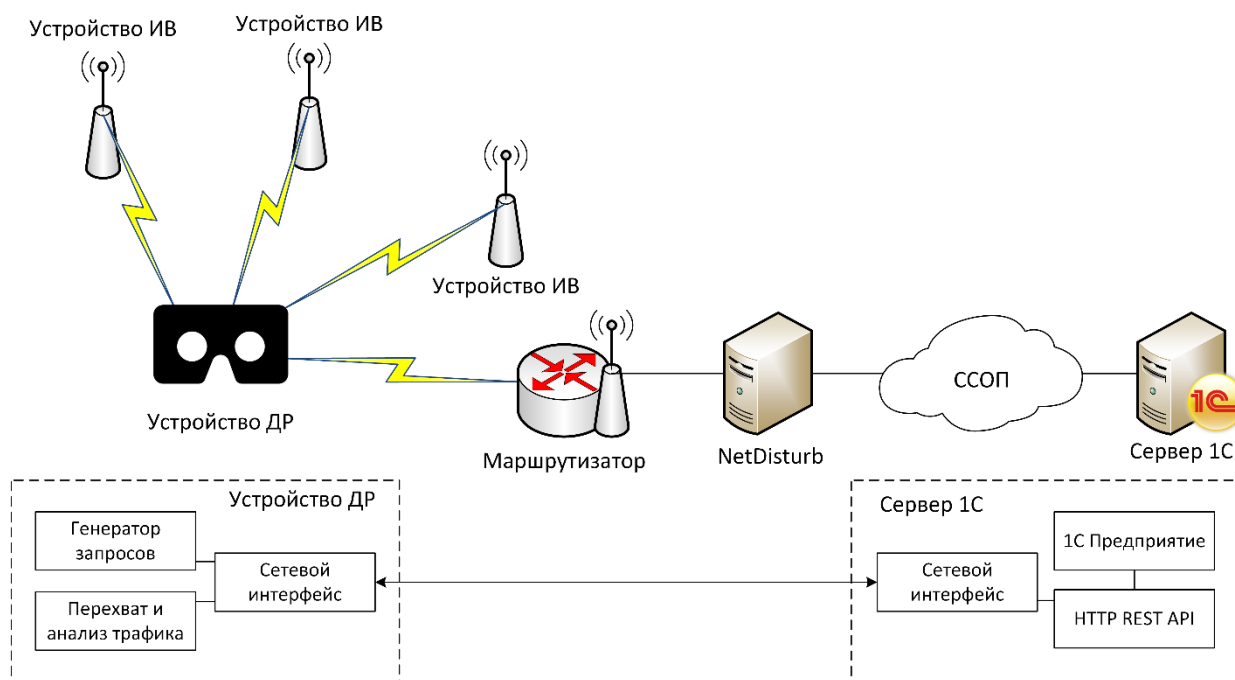 Устройство ИВ
Устройство ИВ
Устройство ИВ
Устройство ДР
Маршрутизатор
NetDisturb
ССОП
1С
Сервер 1С
Устройство ДР
Генератор
запросов
Перехват и
анализ трафика
Сетевой
интерфейс
Сервер 1С
Сетевой
интерфейс
1С Предприятие
HTTP REST API